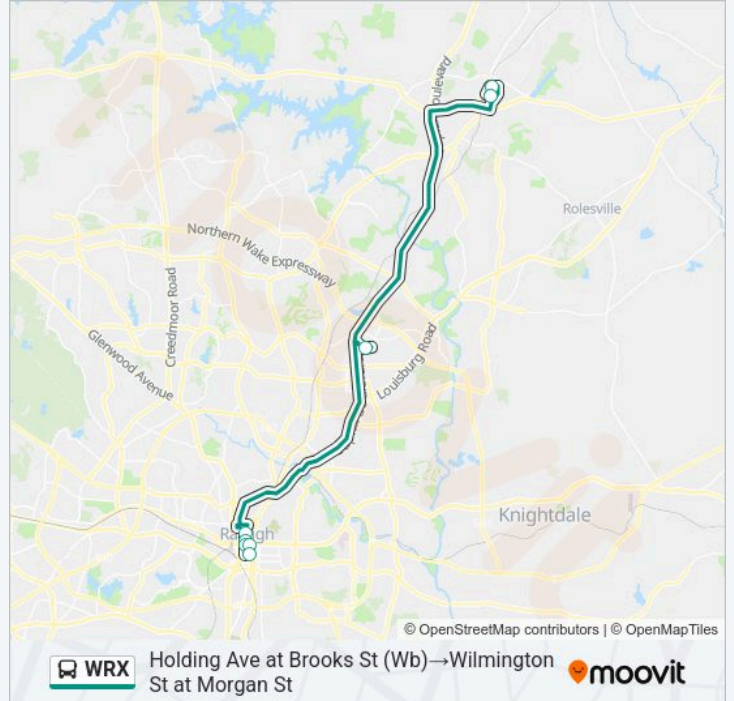 oulevard
Rolesville
Northern Wake Expressway
Creedmoor Road
Glenwood Avenue
Louisburg Road
Knightdale
© OpenStreetMap contributors | © OpenMapTiles
WRX
Holding Ave at Brooks St (Wb)→Wilmington
St at Morgan St
moovit